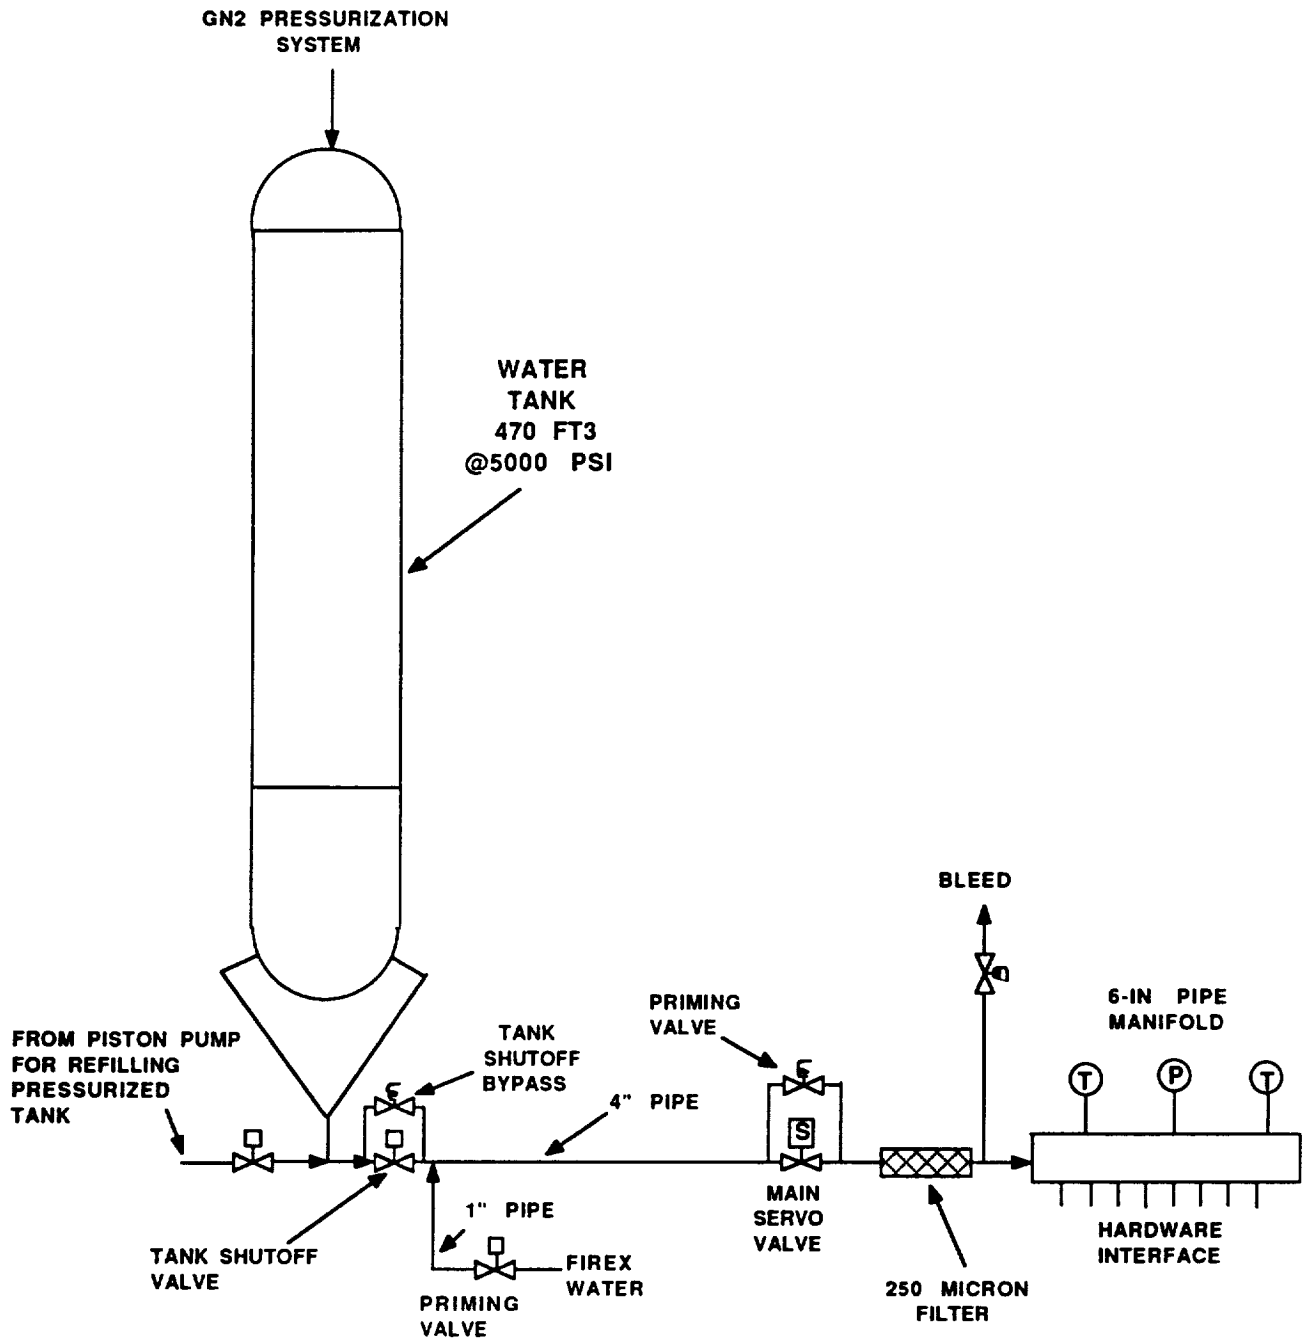 GN2 PRESSURIZATION
SYSTEM
WATER
TANK
470 FT3
@5000 PSI
BLEED
6-IN PIPE
MANIFOLD
PRIMING
VALVE
TANK
SHUTOFF
BYPASS
FROM PISTON PUMP
FOR REFILLING
PRESSURIZED
TANK
4" PIPE
T
P
T
S
MAIN
SERVO
VALVE
1" PIPE
HARDWARE
INTERFACE
TANK SHUTOFF
VALVE
FIREX
WATER
PRIMING
VALVE
250 MICRON
FILTER